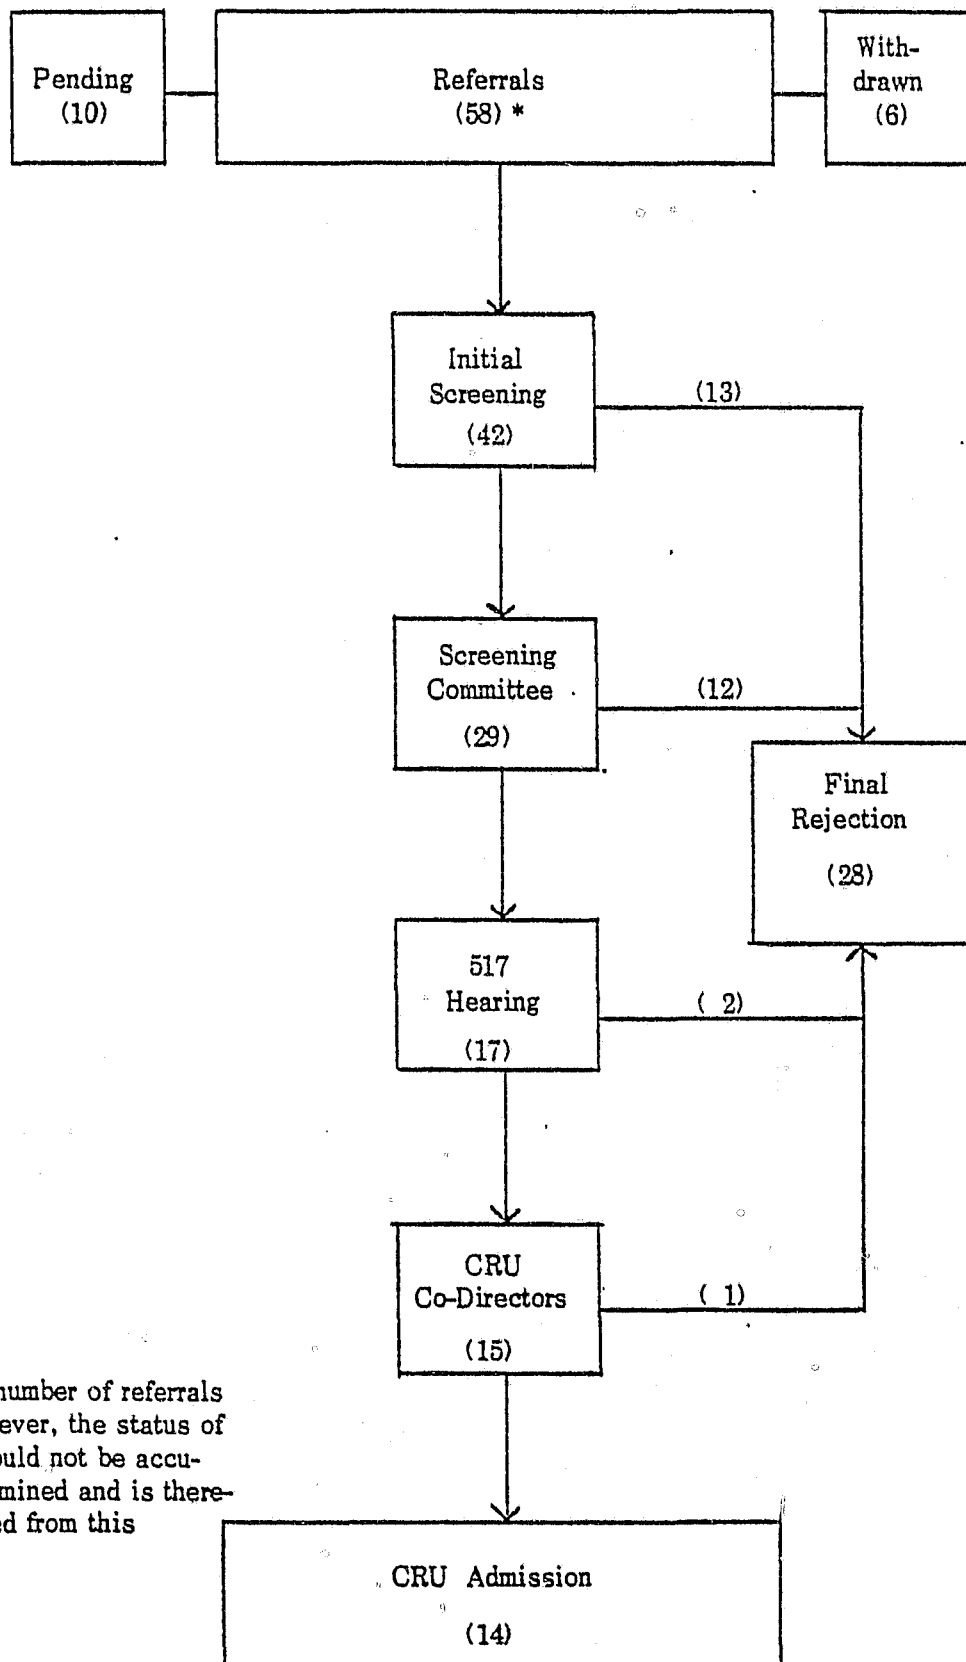 Pending
(10)
Referrals
(58) *
With-
drawn
(6)
Initial
Screening
(42)
(13)
Screening
Committee
(29)
(12)
Final
Rejection
(28)
517
Hearing
(17)
( 2)
CRU
Co-Directors
(15)
( 1)
number of referrals
ever, the status of
ould not be accu-
mined and is there-
ed from this
CRU Admission
(14)